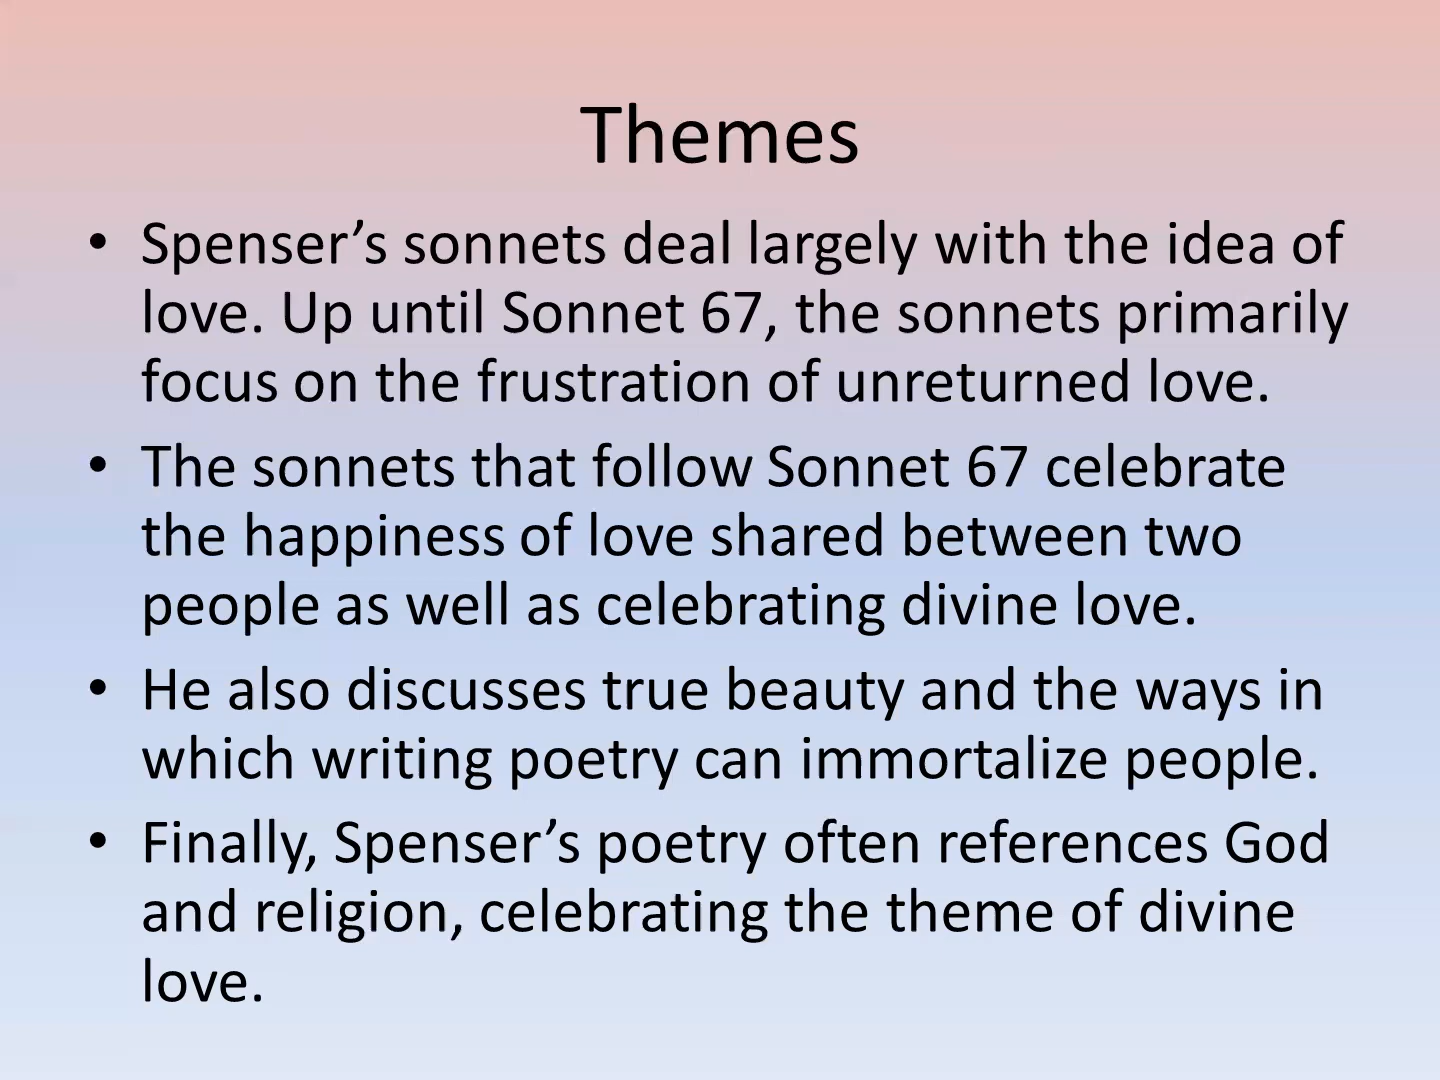 Themes
• Spenser’s sonnets deal largely with the idea of
love. Up until Sonnet 67, the sonnets primarily
focus on the frustration of unreturned love.
• The sonnets that follow Sonnet 67 celebrate
the happiness of love shared between two
people as well as celebrating divine love.
• He also discusses true beauty and the ways in
which writing poetry can immortalize people.
• Finally, Spenser’s poetry often references God
and religion, celebrating the theme of divine
love.